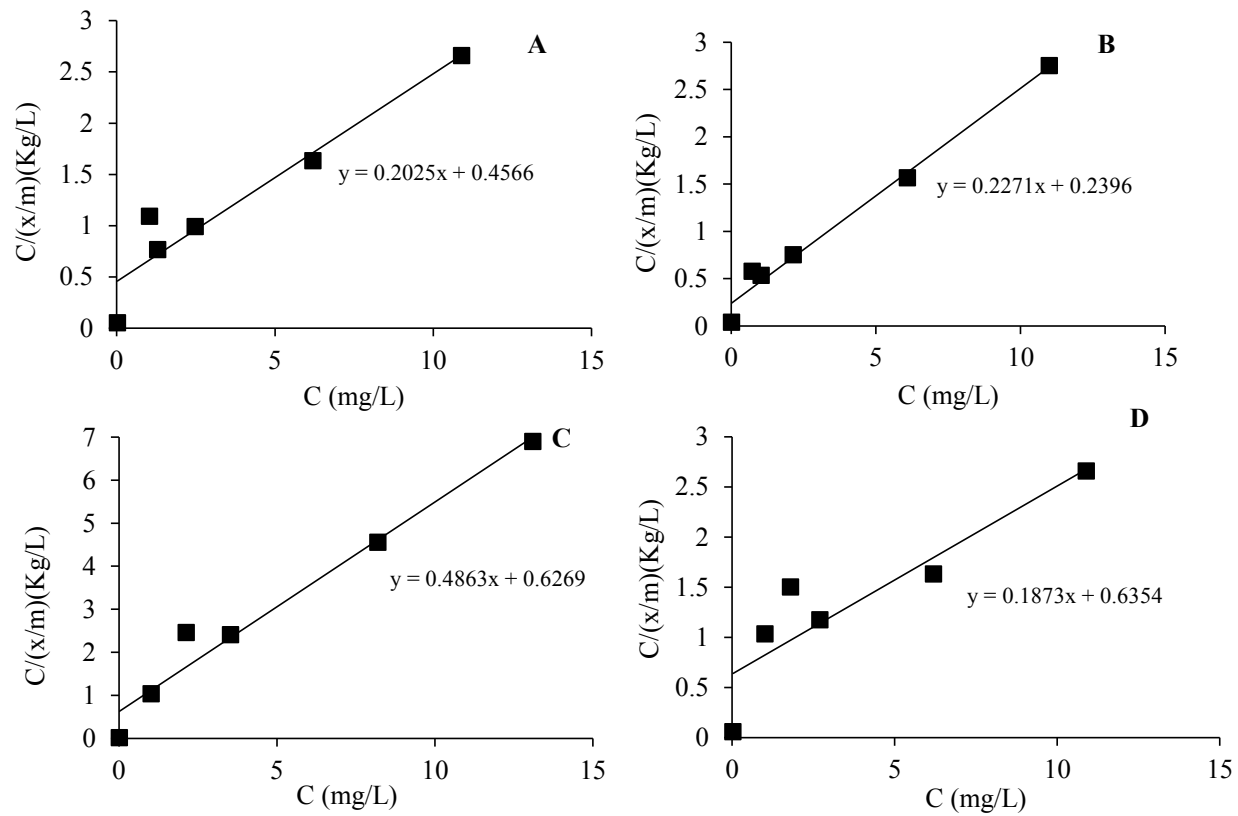 A
C/(x/m)(Kg/L)
3
2.5
2
1.5
1
0.5
0
y = 0.2025x + 0.4566
0 5 10 15
C (mg/L)
B
C/(x/m)(Kg/L)
3
2.5
2
1.5
1
0.5
0
y = 0.2271x + 0.2396
0 5 10 15
C (mg/L)
C
C/(x/m)(Kg/L)
7
6
5
4
3
2
1
0
y = 0.4863x + 0.6269
0 5 10 15
C (mg/L)
D
C/(x/m)(Kg/L)
3
2.5
2
1.5
1
0.5
0
y = 0.1873x + 0.6354
0 5 10 15
C (mg/L)